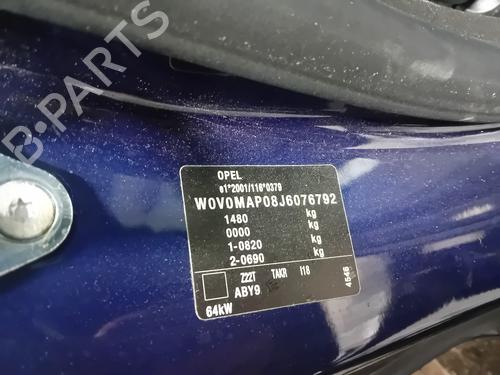 B-PARTS
OPEL
e1*2001/116*0379
W0V0MAP08J6076792
1480 kg
0000 kg
1-0820 kg
2-0690 kg
Z22T TAKR I18
ABY9
64kW
4546